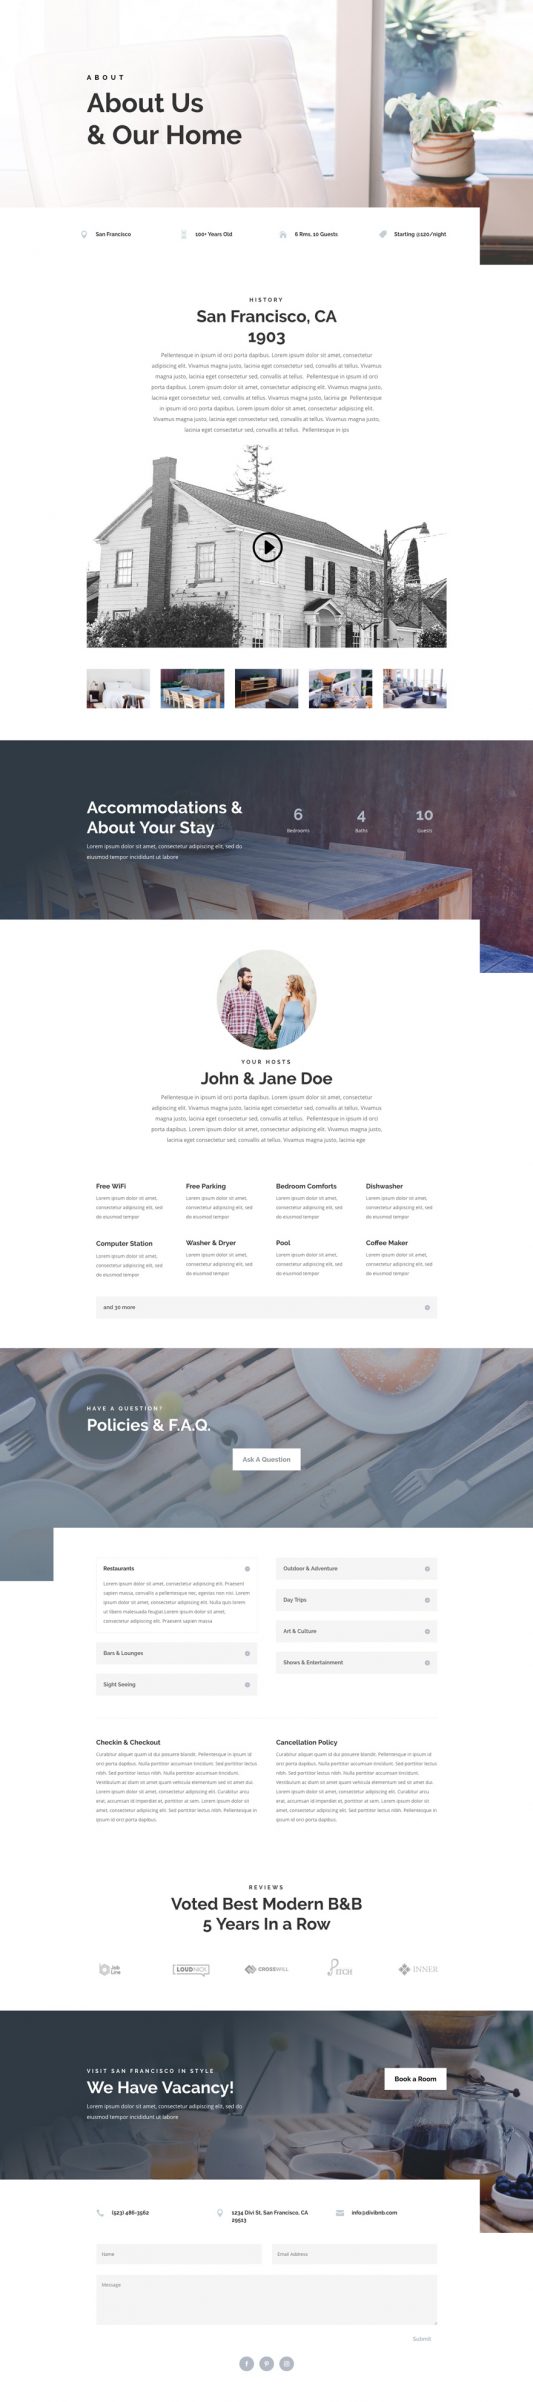 ABOUT
About Us
& Our Home
San Francisco
100+ Years Old
6 Rms, 10 Guests
Starting @120/night
HISTORY
San Francisco, CA
1903
Pellentesque in ipsum id orci porta dapibus. Lorem ipsum dolor sit amet, consectetur
adipiscing elit. Vivamus magna justo, lacinia eget consectetur sed, convallis at tellus. Vivamus
magna justo, lacinia eget consectetur sed, convallis at tellus.  Pellentesque in ipsum id orci
porta dapibus. Lorem ipsum dolor sit amet, consectetur adipiscing elit. Vivamus magna justo,
lacinia eget consectetur sed, convallis at tellus. Vivamus magna justo, lacinia ge  Pellentesque
in ipsum id orci porta dapibus. Lorem ipsum dolor sit amet, consectetur adipiscing elit.
Vivamus magna justo, lacinia eget consectetur sed, convallis at tellus. Vivamus magna justo,
lacinia eget consectetur sed, convallis at tellus.  Pellentesque in ips
Accommodations &
About Your Stay
Lorem ipsum dolor sit amet, consectetur adipiscing elit, sed do
eiusmod tempor incididunt ut labore
6
Bedrooms
4
Baths
10
Guests
YOUR HOSTS
John & Jane Doe
Pellentesque in ipsum id orci porta dapibus. Lorem ipsum dolor sit amet, consectetur
adipiscing elit. Vivamus magna justo, lacinia eget consectetur sed, convallis at tellus. Vivamus
magna justo, lacinia eget consectetur sed, convallis at tellus.  Pellentesque in ipsum id orci
porta dapibus. Lorem ipsum dolor sit amet, consectetur adipiscing elit. Vivamus magna justo,
lacinia eget consectetur sed, convallis at tellus. Vivamus magna justo, lacinia ege
Free WiFi
Lorem ipsum dolor sit amet,
consectetur adipiscing elit, sed
do eiusmod tempor
Free Parking
Lorem ipsum dolor sit amet,
consectetur adipiscing elit, sed
do eiusmod tempor
Bedroom Comforts
Lorem ipsum dolor sit amet,
consectetur adipiscing elit, sed
do eiusmod tempor
Dishwasher
Lorem ipsum dolor sit amet,
consectetur adipiscing elit, sed
do eiusmod tempor
Computer Station
Lorem ipsum dolor sit amet,
consectetur adipiscing elit, sed
do eiusmod tempor
Washer & Dryer
Lorem ipsum dolor sit amet,
consectetur adipiscing elit, sed
do eiusmod tempor
Pool
Lorem ipsum dolor sit amet,
consectetur adipiscing elit, sed
do eiusmod tempor
Coffee Maker
Lorem ipsum dolor sit amet,
consectetur adipiscing elit, sed
do eiusmod tempor
and 30 more
HAVE A QUESTION?
Policies & F.A.Q.
Ask A Question
Restaurants
Lorem ipsum dolor sit amet, consectetur adipiscing elit. Praesent
sapien massa, convallis a pellentesque nec, egestas non nisi. Lorem
ipsum dolor sit amet, consectetur adipiscing elit. Nulla quis lorem
ut libero malesuada feugiat.Lorem ipsum dolor sit amet,
consectetur adipiscing elit. Praesent sapien massa
Bars & Lounges
Sight Seeing
Outdoor & Adventure
Day Trips
Art & Culture
Shows & Entertainment
Checkin & Checkout
Curabitur aliquet quam id dui posuere blandit. Pellentesque in ipsum id
orci porta dapibus. Nulla porttitor accumsan tincidunt. Sed porttitor lectus
nibh. Sed porttitor lectus nibh. Nulla porttitor accumsan tincidunt.
Vestibulum ac diam sit amet quam vehicula elementum sed sit amet dui.
Lorem ipsum dolor sit amet, consectetur adipiscing elit. Curabitur arcu
erat, accumsan id imperdiet et, porttitor at sem. Lorem ipsum dolor sit
amet, consectetur adipiscing elit. Sed porttitor lectus nibh. Pellentesque in
ipsum id orci porta dapibus.
Cancellation Policy
Curabitur aliquet quam id dui posuere blandit. Pellentesque in ipsum id
orci porta dapibus. Nulla porttitor accumsan tincidunt. Sed porttitor lectus
nibh. Sed porttitor lectus nibh. Nulla porttitor accumsan tincidunt.
Vestibulum ac diam sit amet quam vehicula elementum sed sit amet dui.
Lorem ipsum dolor sit amet, consectetur adipiscing elit. Curabitur arcu
erat, accumsan id imperdiet et, porttitor at sem. Lorem ipsum dolor sit
amet, consectetur adipiscing elit. Sed porttitor lectus nibh. Pellentesque in
ipsum id orci porta dapibus.
REVIEWS
Voted Best Modern B&B
5 Years In a Row
Job
Line
LOUDNICK
CROSSWILL
PITCH
INNER
VISIT SAN FRANCISCO IN STYLE
We Have Vacancy!
Lorem ipsum dolor sit amet, consectetur adipiscing elit, sed do
eiusmod tempor incididunt ut labore
Book a Room
(523) 486-3562
1234 Divi St, San Francisco, CA
29513
info@divibnb.com
Name
Email Address
Message
Submit